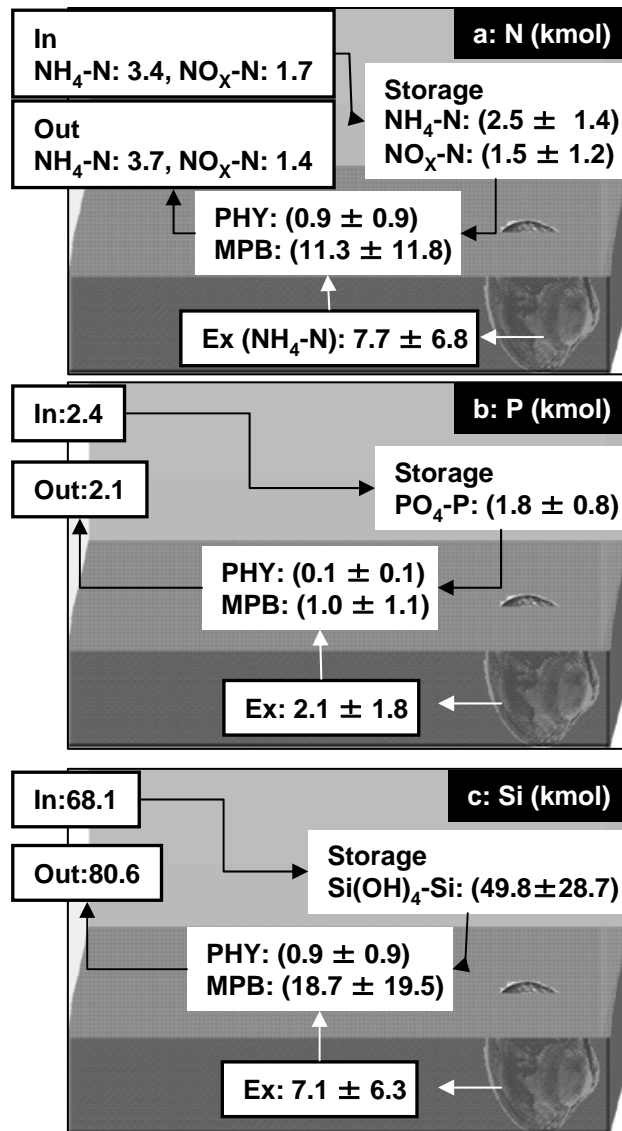 a: N (kmol)
In
NH₄-N: 3.4, NOX-N: 1.7
Out
NH₄-N: 3.7, NOX-N: 1.4
Storage
NH₄-N: (2.5 ± 1.4)
NOX-N: (1.5 ± 1.2)
PHY: (0.9 ± 0.9)
MPB: (11.3 ± 11.8)
Ex (NH₄-N): 7.7 ± 6.8
b: P (kmol)
In:2.4
Out:2.1
Storage
PO₄-P: (1.8 ± 0.8)
PHY: (0.1 ± 0.1)
MPB: (1.0 ± 1.1)
Ex: 2.1 ± 1.8
c: Si (kmol)
In:68.1
Out:80.6
Storage
Si(OH)₄-Si: (49.8±28.7)
PHY: (0.9 ± 0.9)
MPB: (18.7 ± 19.5)
Ex: 7.1 ± 6.3